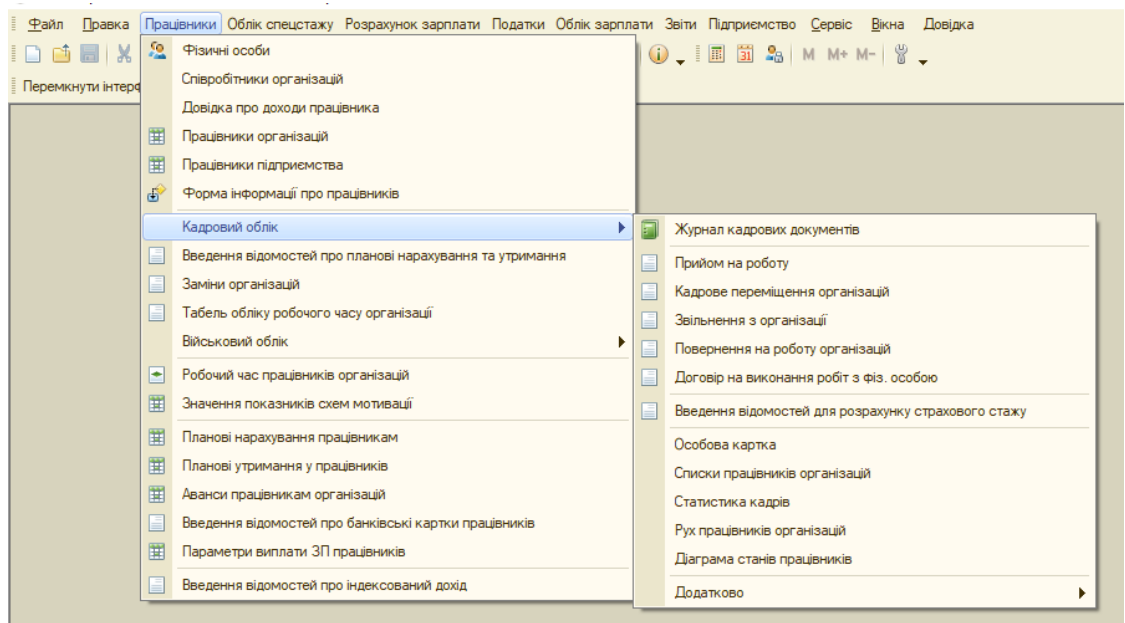 Файл Правка Працівники Облік спецстажу Розрахунок зарплати Податки Облік зарплати Звіти Підприємство Сервіс Вікна Довідка
31 M M+ M-
Перемкнути інтерф
Фізичні особи
Співробітники організацій
Довідка про доходи працівника
Працівники організацій
Працівники підприємства
Форма інформації про працівників
Кадровий облік
Введення відомостей про планові нарахування та утримання
Заміни організацій
Табель обліку робочого часу організації
Військовий облік
Робочий час працівників організацій
Значення показників схем мотивації
Планові нарахування працівникам
Планові утримання у працівників
Аванси працівникам організацій
Введення відомостей про банківські картки працівників
Параметри виплати ЗП працівників
Введення відомостей про індексований дохід
Журнал кадрових документів
Прийом на роботу
Кадрове переміщення організацій
Звільнення з організації
Повернення на роботу організацій
Договір на виконання робіт з фіз. особою
Введення відомостей для розрахунку страхового стажу
Особова картка
Списки працівників організацій
Статистика кадрів
Рух працівників організацій
Діаграма станів працівників
Додатково